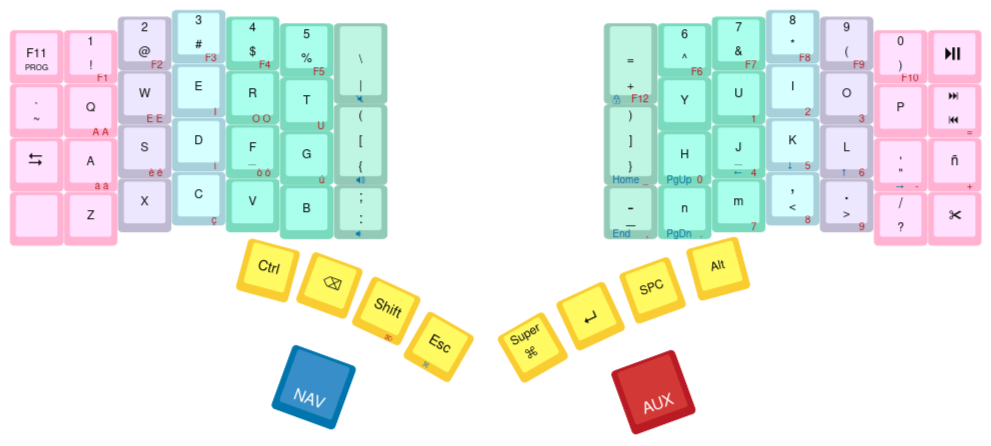 F11
PROG
1
!
F1
2
@
F2
3
#
F3
4
$
F4
5
%
F5
\
|
=
+
F12
6
^
F6
7
&
F7
8
*
F8
9
(
F9
0
)
F10
~
Q
W
E E
E
I
R
O O
T
U
(
[
{
)
]
}
Home _
Y
U
1
I
2
O
3
P
=
A
S
D
F
_
G
H
PgUp 0
J
_
← 4
K
↓ 5
L
↑ 6
'
"
→ -
ñ
+
Z
X
C
ç
V
B
;
:
-
_
End
n
PgDn .
m
7
,
<
8
.
>
9
/
?
Ctrl
Shift
Esc
⌘
Super
⌘
SPC
Alt
NAV
AUX